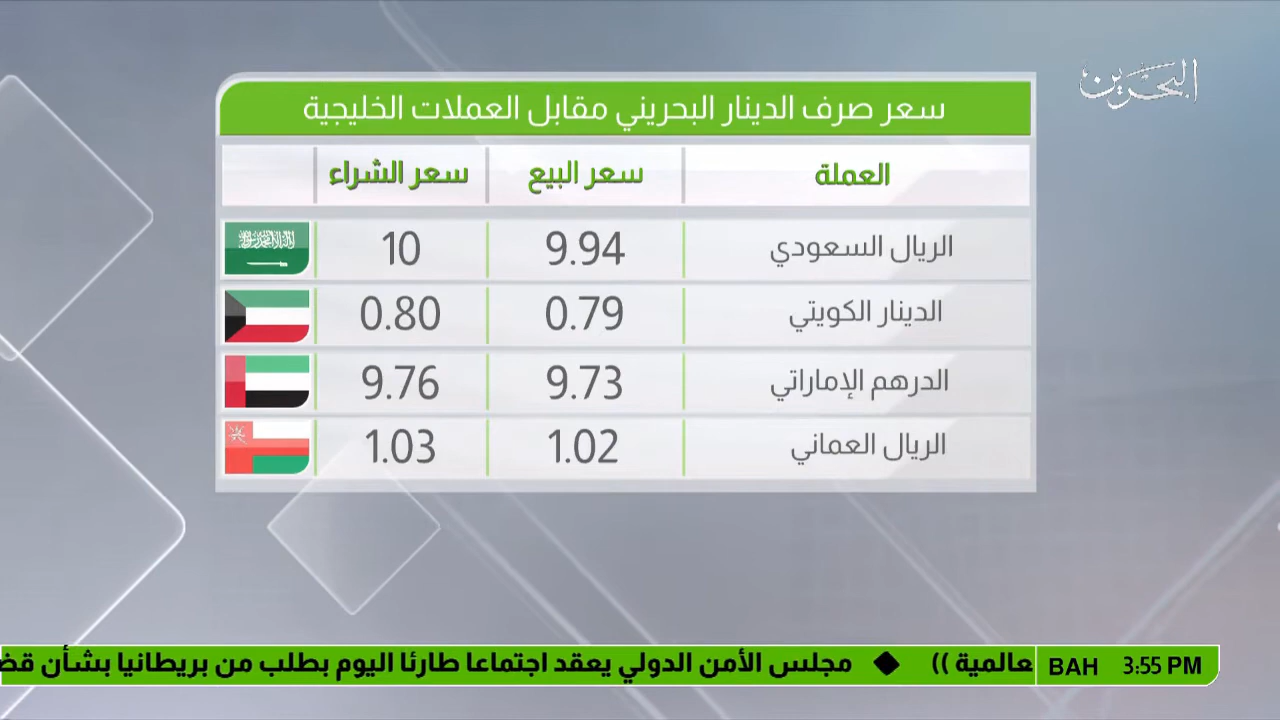 البحرين
سعر صرف الدينار البحريني مقابل العملات الخليجية
العملة سعر البيع سعر الشراء
الريال السعودي 9.94 10
الدينار الكويتي 0.79 0.80
الدرهم الإماراتي 9.73 9.76
الريال العماني 1.02 1.03
BAH 3:55 PM
عالمية )) ◆ مجلس الأمن الدولي يعقد اجتماعا طارئا اليوم بطلب من بريطانيا بشأن